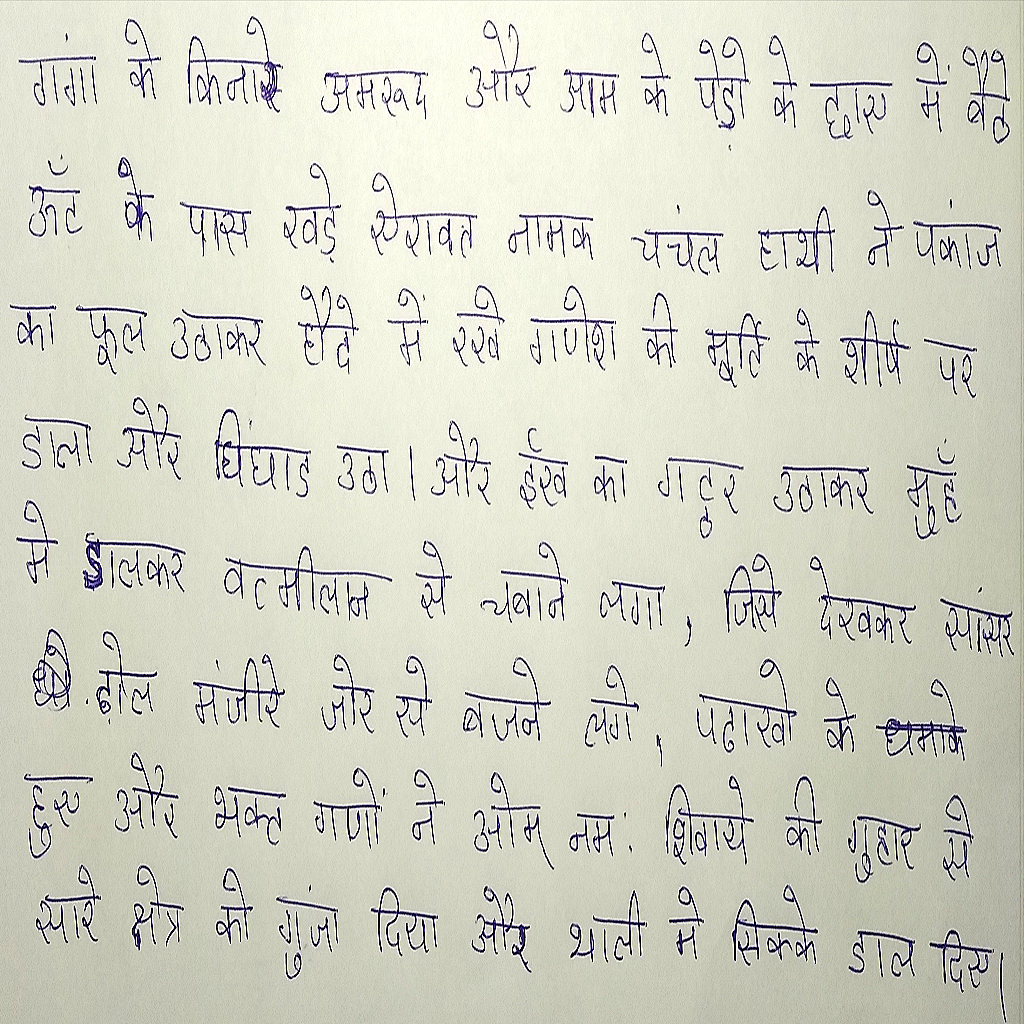 गंगा के किनारे अमरूद और आम के पेड़ो के छाए में बैठे
ऊँट के पास खड़े ऐरावत नामक चंचल हाथी ने पंकाज
का फूल उठाकर हौदे में रखे गणेश की मूर्ति के शीर्ष पर
डाला और चिंघाड उठा। और ईख का गट्ठर उठाकर मुहँ
मे डालकर से चबाने लगा, जिसे देखकर सांसर
ढोल मंजीरे जोर से बजने लगे, पटाखो के धमाके
हुए और भक्त गणों ने ओम् नम: शिवाये की गुहार से
सारे क्षेत्र को गुंजा दिया और थाली मे सिक्के डाल दिए।